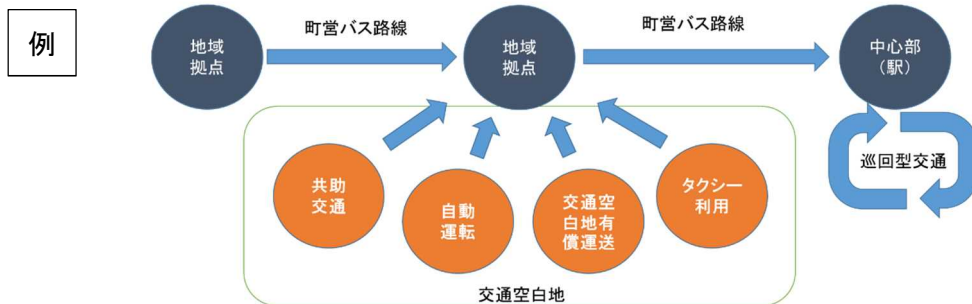 例
町営バス路線
町営バス路線
地域
拠点
地域
拠点
中心部
（駅）
巡回型交通
共助
交通
自動
運転
交通空
白地有
償運送
タクシー
利用
交通空白地